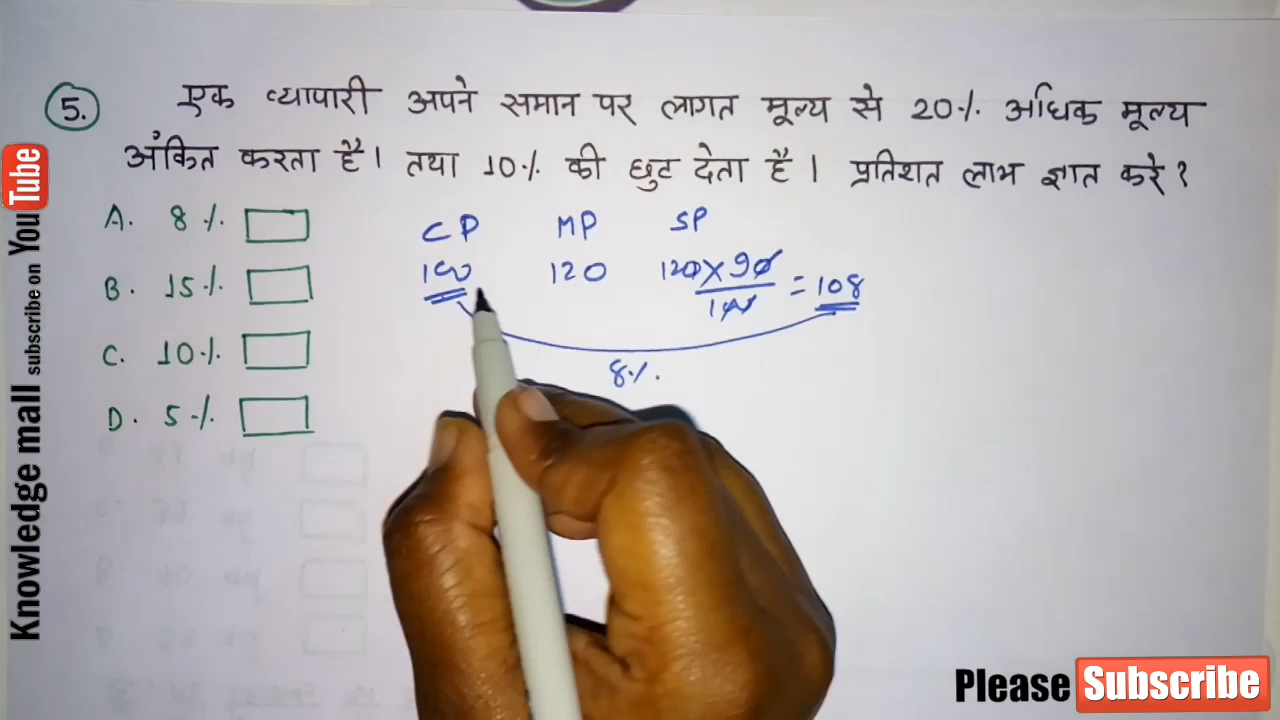 5. एक व्यापारी अपने समान पर लागत मूल्य से 20% अधिक मूल्य
अंकित करता है। तथा 10% की छुट देता है। प्रतिशत लाभ ज्ञात करे?
A. 8%
B. 15%
C. 10%
D. 5%
CP MP SP
100 120 120 x 90 / 100 = 108
8%
Knowledge mall subscribe on YouTube
Please Subscribe